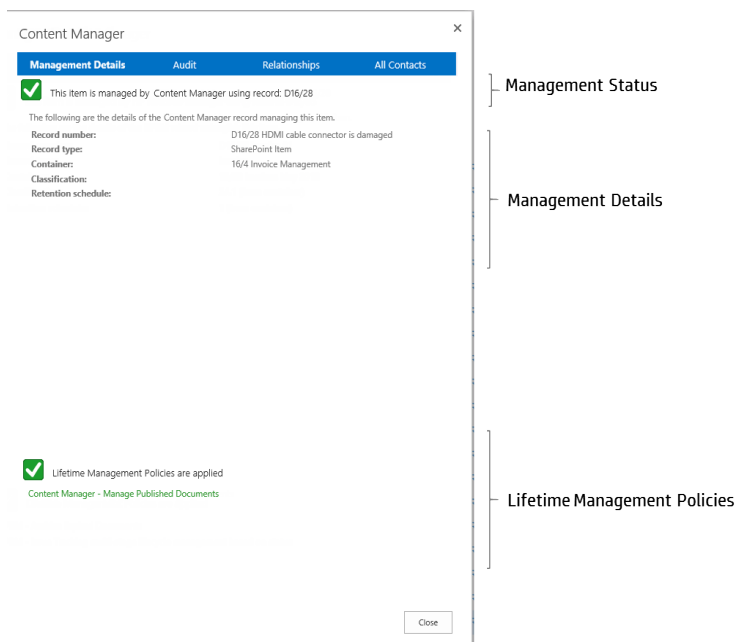 Content Manager
×
Management Details Audit Relationships All Contacts
This item is managed by Content Manager using record: D16/28
The following are the details of the Content Manager record managing this item.
Record number: D16/28 HDMI cable connector is damaged
Record type: SharePoint Item
Container: 16/4 Invoice Management
Classification:
Retention schedule:
Lifetime Management Policies are applied
Content Manager - Manage Published Documents
Close
Management Status
Management Details
Lifetime Management Policies